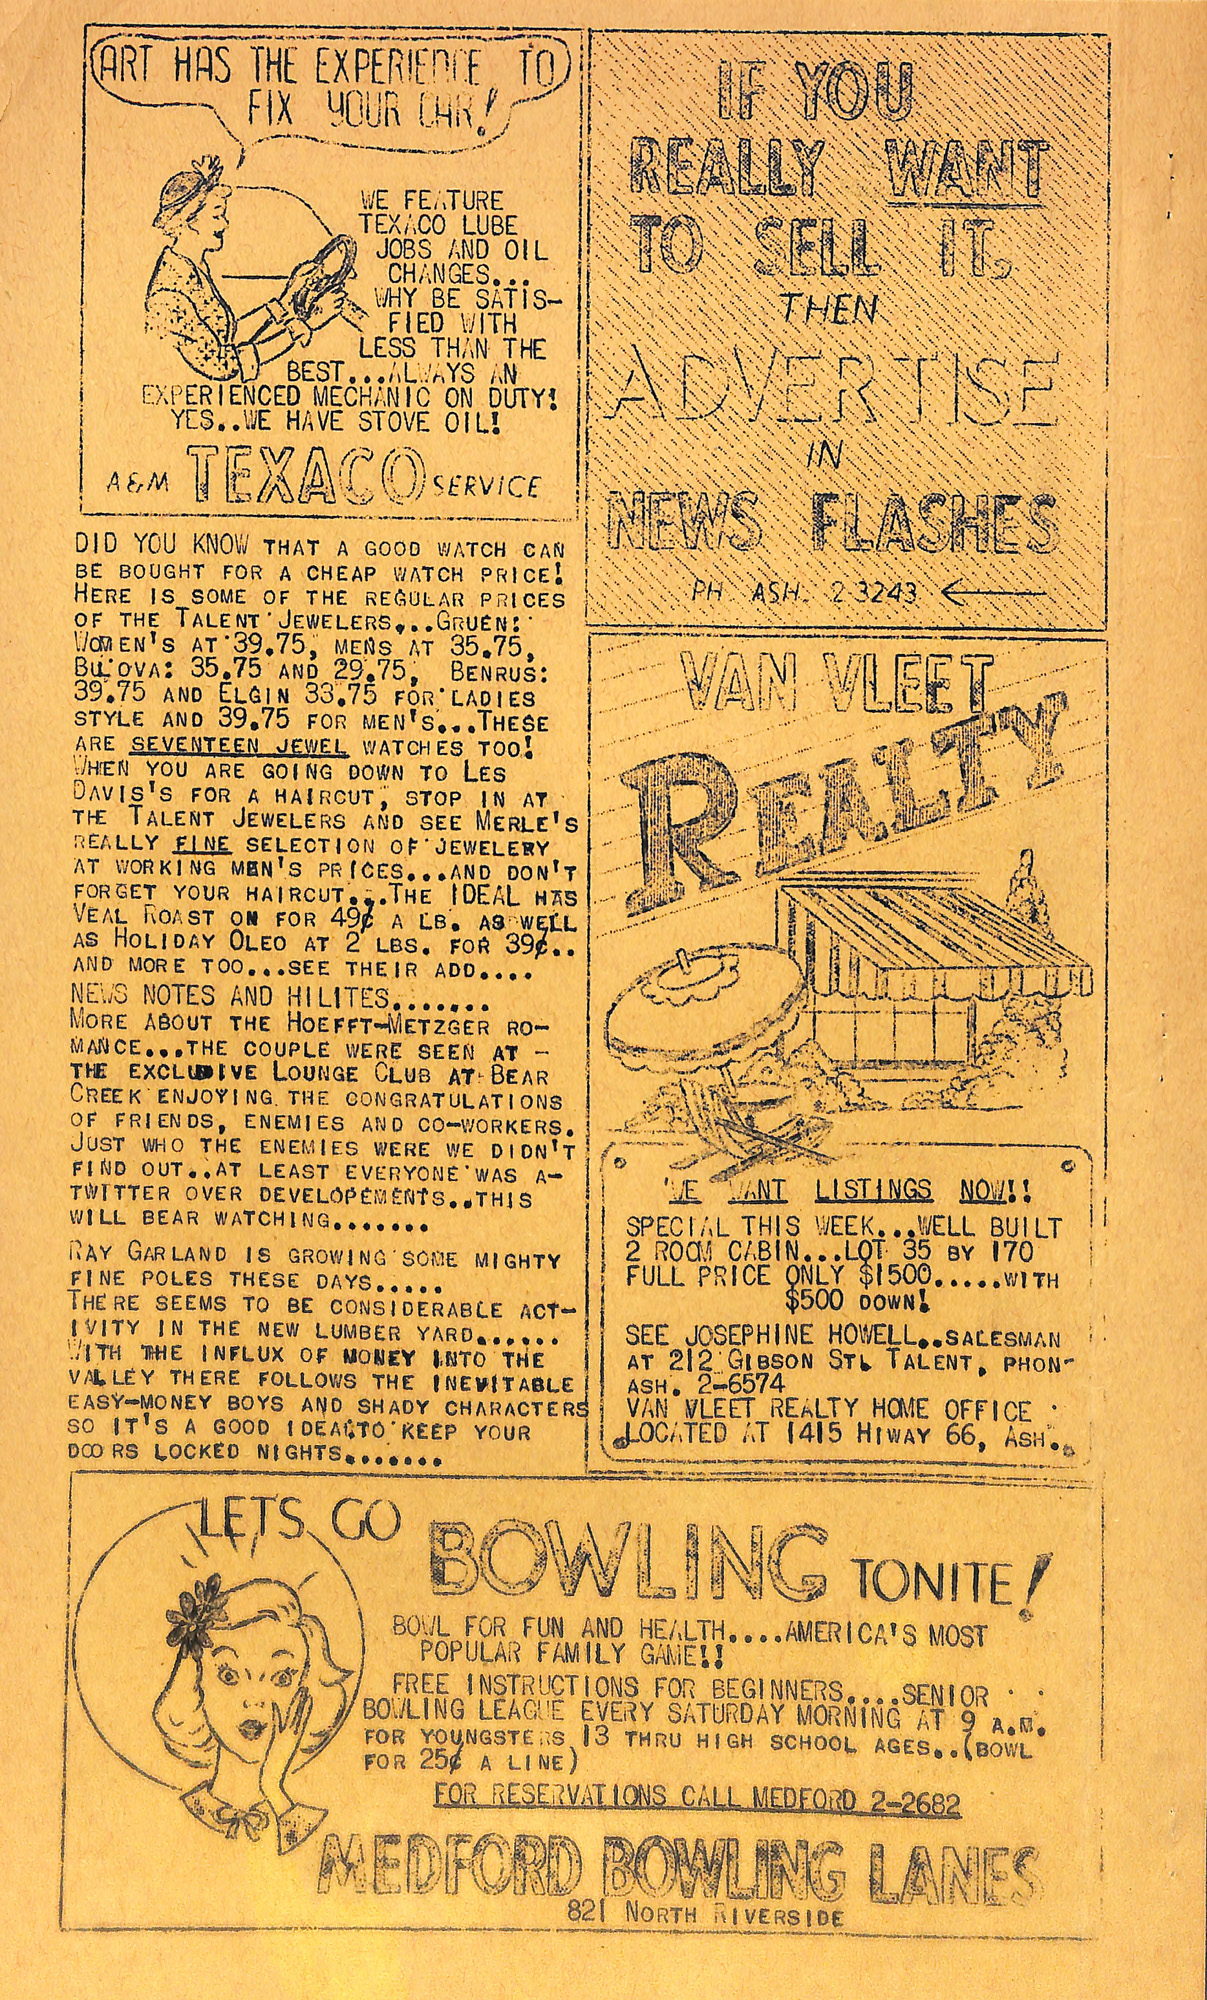 ART HAS THE EXPERIENCE TO
FIX YOUR CAR!
WE FEATURE
TEXACO LUBE
JOBS AND OIL
CHANGES...
WHY BE SATIS-
FIED WITH
LESS THAN THE
BEST...ALWAYS AN
EXPERIENCED MECHANIC ON DUTY!
YES..WE HAVE STOVE OIL!
A&M TEXACO SERVICE
DID YOU KNOW THAT A GOOD WATCH CAN
BE BOUGHT FOR A CHEAP WATCH PRICE!
HERE IS SOME OF THE REGULAR PRICES
OF THE TALENT JEWELERS...GRUEN:
WOMEN'S AT 39.75, MENS AT 35.75,
BULOVA: 35.75 AND 29.75, BENRUS:
39.75 AND ELGIN 33.75 FOR LADIES
STYLE AND 39.75 FOR MEN'S...THESE
ARE SEVENTEEN JEWEL WATCHES TOO!
WHEN YOU ARE GOING DOWN TO LES
DAVIS'S FOR A HAIRCUT, STOP IN AT
THE TALENT JEWELERS AND SEE MERLE'S
REALLY FINE SELECTION OF JEWELERY
AT WORKING MEN'S PRICES...AND DON'T
FORGET YOUR HAIRCUT...THE IDEAL HAS
VEAL ROAST ON FOR 49¢ A LB. AS WELL
AS HOLIDAY OLEO AT 2 LBS. FOR 39¢..
AND MORE TOO...SEE THEIR ADD....
NEWS NOTES AND HILITES.......
MORE ABOUT THE HOEFFT-METZGER RO-
MANCE...THE COUPLE WERE SEEN AT -
THE EXCLUSIVE LOUNGE CLUB AT BEAR
CREEK ENJOYING THE CONGRATULATIONS
OF FRIENDS, ENEMIES AND CO-WORKERS.
JUST WHO THE ENEMIES WERE WE DIDN'T
FIND OUT..AT LEAST EVERYONE WAS A-
TWITTER OVER DEVELOPEMENTS..THIS
WILL BEAR WATCHING.......
RAY GARLAND IS GROWING SOME MIGHTY
FINE POLES THESE DAYS.....
THERE SEEMS TO BE CONSIDERABLE ACT-
IVITY IN THE NEW LUMBER YARD......
WITH THE INFLUX OF MONEY INTO THE
VALLEY THERE FOLLOWS THE INEVITABLE
EASY-MONEY BOYS AND SHADY CHARACTERS
SO IT'S A GOOD IDEA TO KEEP YOUR
DOORS LOCKED NIGHTS.......
IF YOU
REALLY WANT
TO SELL IT,
THEN
ADVERTISE
IN
NEWS FLASHES
PH. ASH. 2 3243 ←
VAN VLEET
REALTY
WE WANT LISTINGS NOW!!
SPECIAL THIS WEEK...WELL BUILT
2 ROOM CABIN...LOT 35 BY 170
FULL PRICE ONLY $1500.....WITH
$500 DOWN!
SEE JOSEPHINE HOWELL..SALESMAN
AT 212 GIBSON ST. TALENT, PHON-
ASH. 2-6574
VAN VLEET REALTY HOME OFFICE
LOCATED AT 1415 HIWAY 66, ASH..
LETS GO BOWLING TONITE!
BOWL FOR FUN AND HEALTH....AMERICA'S MOST
POPULAR FAMILY GAME!!
FREE INSTRUCTIONS FOR BEGINNERS....SENIOR
BOWLING LEAGUE EVERY SATURDAY MORNING AT 9 A.M.
FOR YOUNGSTERS 13 THRU HIGH SCHOOL AGES..(BOWL
FOR 25¢ A LINE)
FOR RESERVATIONS CALL MEDFORD 2-2682
MEDFORD BOWLING LANES
821 NORTH RIVERSIDE